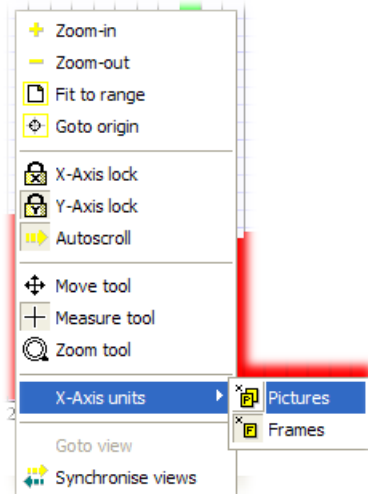 Zoom-in
Zoom-out
Fit to range
Goto origin
X-Axis lock
Y-Axis lock
Autoscroll
Move tool
Measure tool
Zoom tool
X-Axis units
Pictures
Frames
2
Goto view
Synchronise views